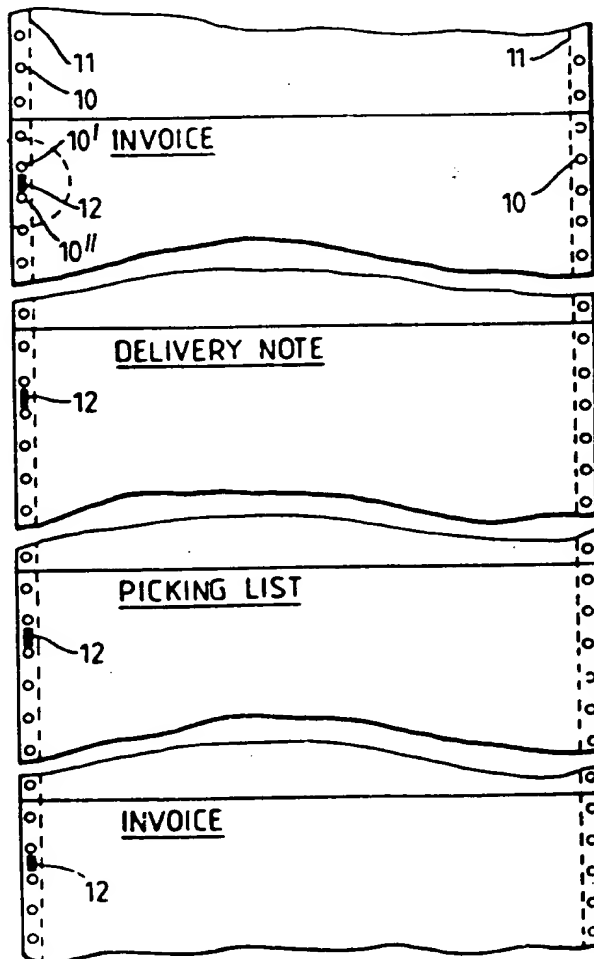 11 11
10
10' INVOICE
12 10
10"
DELIVERY NOTE
12
PICKING LIST
12
INVOICE
12